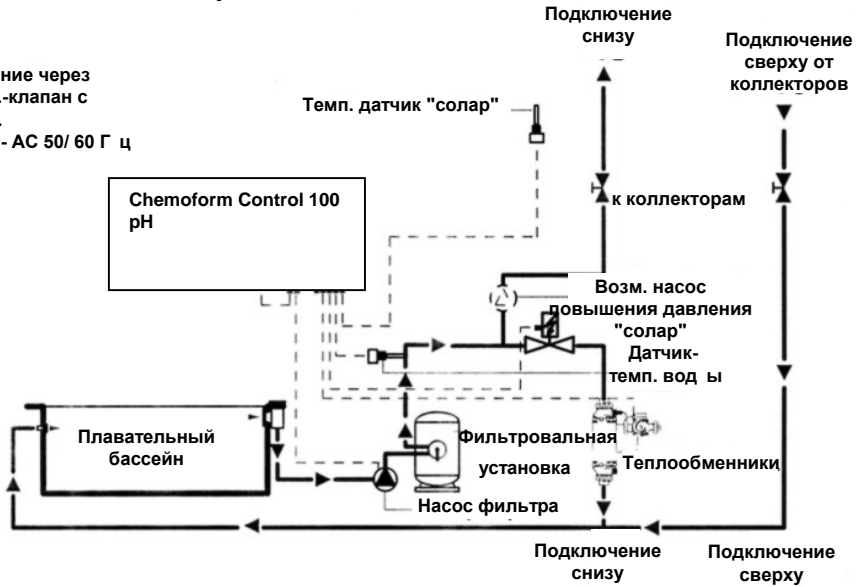 Подключение
снизу
Подключение
сверху от
коллекторов
ние через
.-клапан с
- АС 50/ 60 Г ц
Темп. датчик "солар"
Chemoform Control 100
pH
к коллекторам
Возм. насос
повышения давления
"солар"
Датчик-
темп. вод ы
Плавательный
бассейн
Фильтровальная
установка
Теплообменники
Насос фильтра
Подключение
снизу
Подключение
сверху